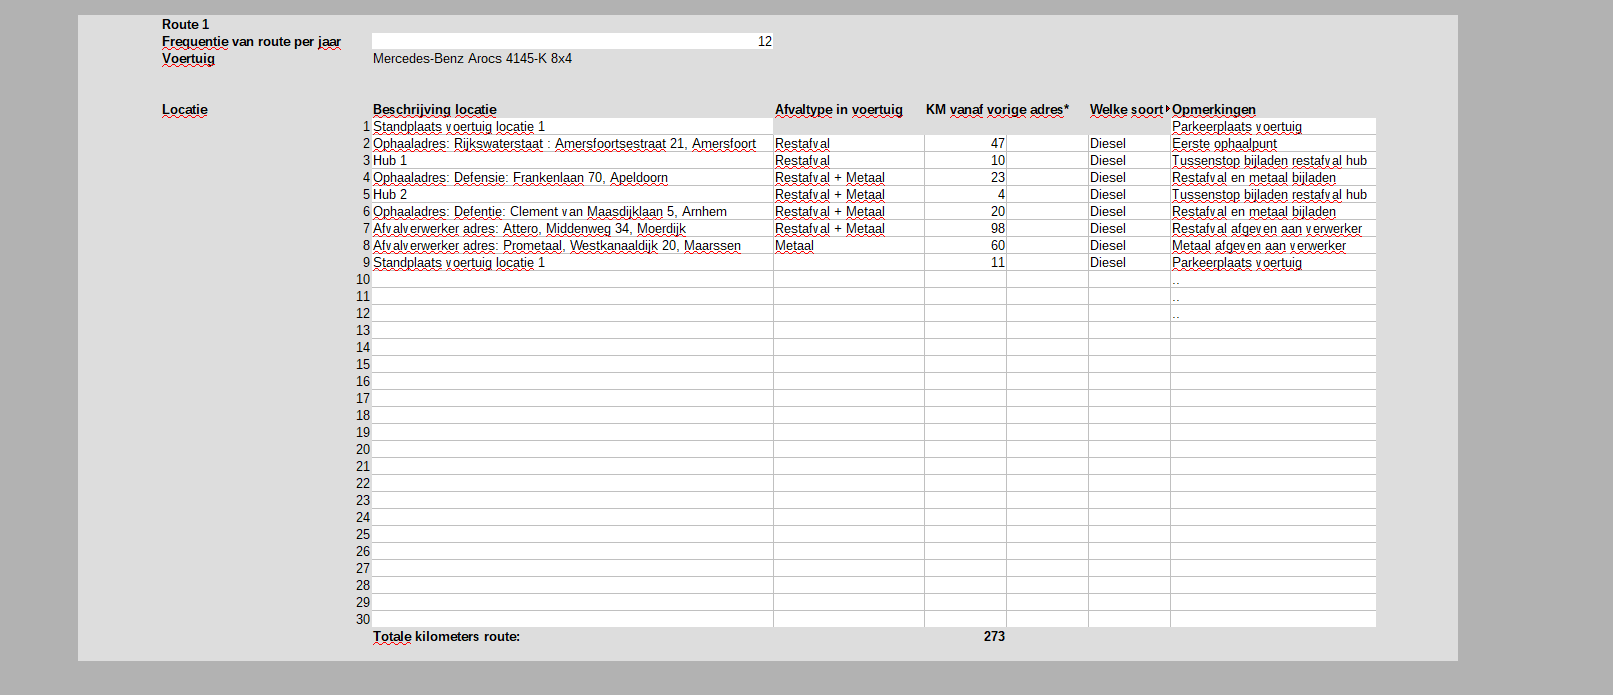 Route 1
Frequentie van route per jaar 12
Voertuig Mercedes-Benz Arocs 4145-K 8x4
Locatie Beschrijving locatie Afvaltype in voertuig KM vanaf vorige adres* Welke soort Opmerkingen
1 Standplaats voertuig locatie 1 Parkeerplaats voertuig
2 Ophaaladres: Rijkswaterstaat : Amersfoortsestraat 21, Amersfoort Restafval 47 Diesel Eerste ophaalpunt
3 Hub 1 Restafval 10 Diesel Tussenstop bijladen restafval hub
4 Ophaaladres: Defensie: Frankenlaan 70, Apeldoorn Restafval + Metaal 23 Diesel Restafval en metaal bijladen
5 Hub 2 Restafval + Metaal 4 Diesel Tussenstop bijladen restafval hub
6 Ophaaladres: Defentie: Clement van Maasdijklaan 5, Arnhem Restafval + Metaal 20 Diesel Restafval en metaal bijladen
7 Afvalverwerker adres: Attero, Middenweg 34, Moerdijk Restafval + Metaal 98 Diesel Restafval afgeven aan verwerker
8 Afvalverwerker adres: Prometaal, Westkanaaldijk 20, Maarssen Metaal 60 Diesel Metaal afgeven aan verwerker
9 Standplaats voertuig locatie 1 11 Diesel Parkeerplaats voertuig
10 ..
11 ..
12 ..
13
14
15
16
17
18
19
20
21
22
23
24
25
26
27
28
29
30
Totale kilometers route: 273